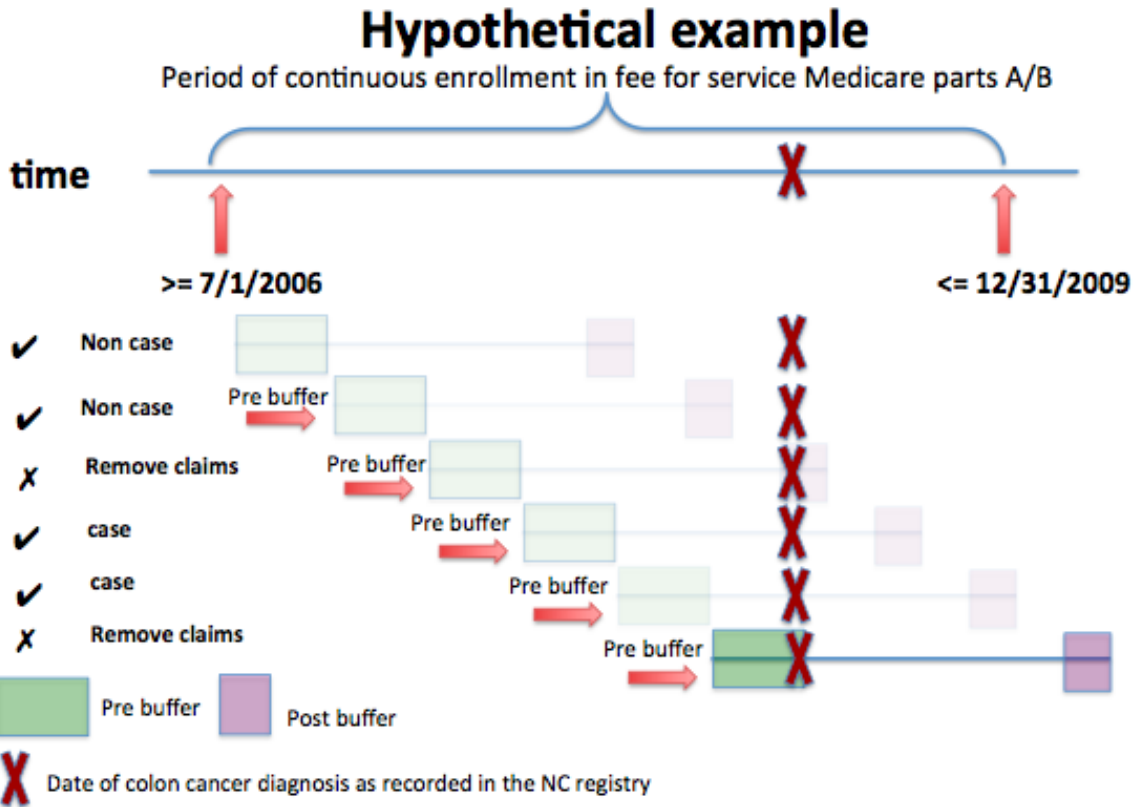 Hypothetical example
Period of continuous enrollment in fee for service Medicare parts A/B
time
>= 7/1/2006
<= 12/31/2009
✔ Non case
Pre buffer
✔ Non case
Pre buffer
✗ Remove claims
Pre buffer
✔ case
Pre buffer
✔ case
Pre buffer
✗ Remove claims
Pre buffer
Post buffer
Date of colon cancer diagnosis as recorded in the NC registry